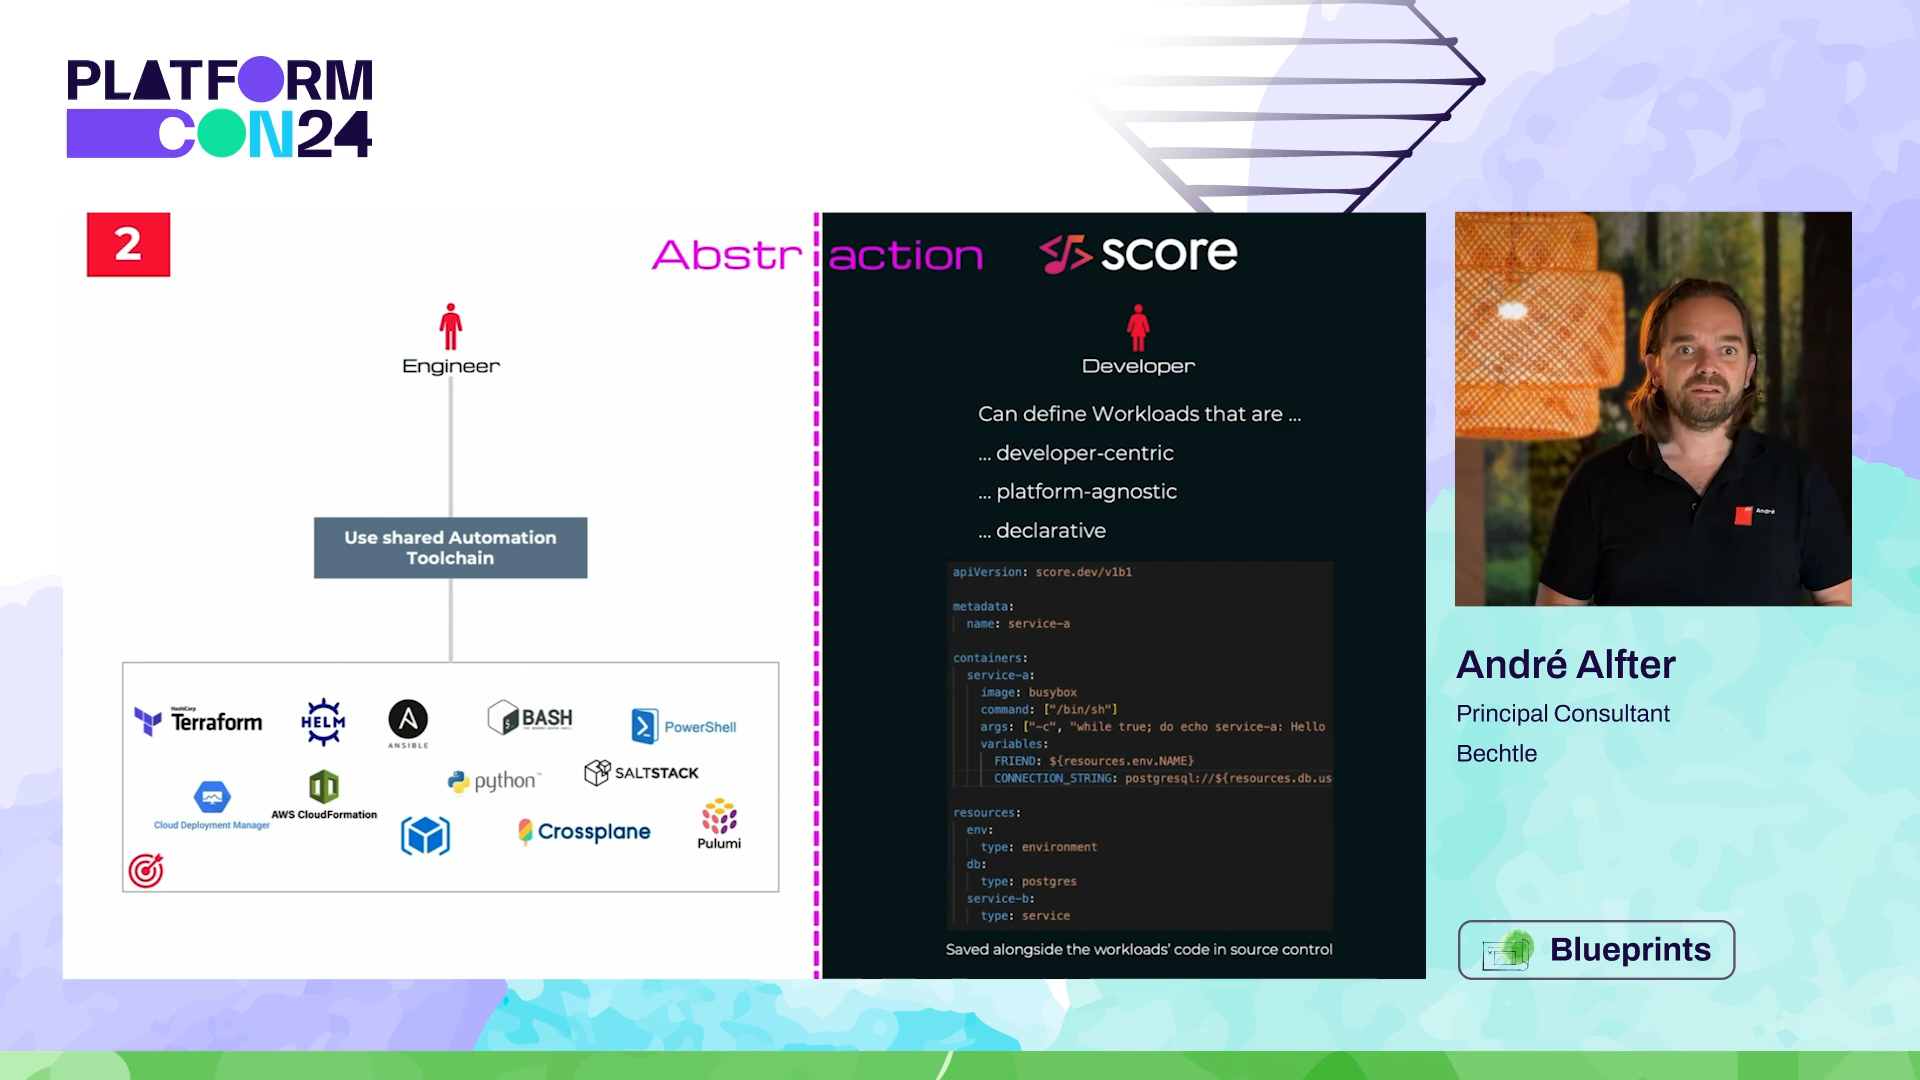 PLATFORM
CON24
2
Abstraction
score
Engineer
Use shared Automation
Toolchain
HashiCorp
Terraform
HELM
ANSIBLE
BASH
PowerShell
Cloud Deployment Manager
AWS CloudFormation
python
SALTSTACK
Crossplane
Pulumi
Developer
Can define Workloads that are ...
... developer-centric
... platform-agnostic
... declarative
apiVersion: score.dev/v1b1
metadata:
name: service-a
containers:
service-a:
image: busybox
command: ["/bin/sh"]
args: ["-c", "while true; do echo service-a: Hello
variables:
FRIEND: ${resources.env.NAME}
CONNECTION_STRING: postgresql://${resources.db.us
resources:
env:
type: environment
db:
type: postgres
service-b:
type: service
Saved alongside the workloads' code in source control
André
André Alfter
Principal Consultant
Bechtle
Blueprints